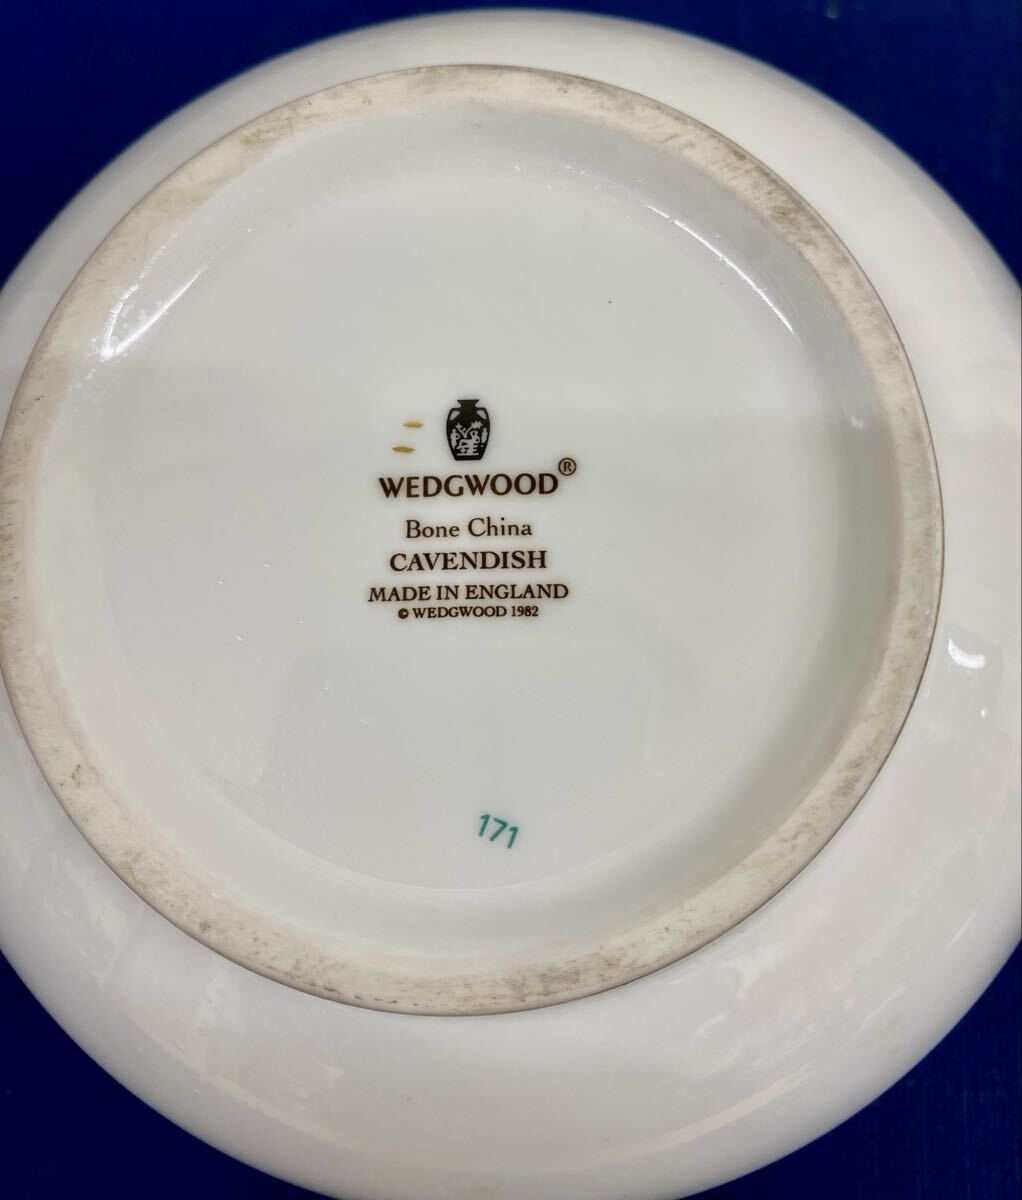 WEDGWOOD®
Bone China
CAVENDISH
MADE IN ENGLAND
© WEDGWOOD 1982
171